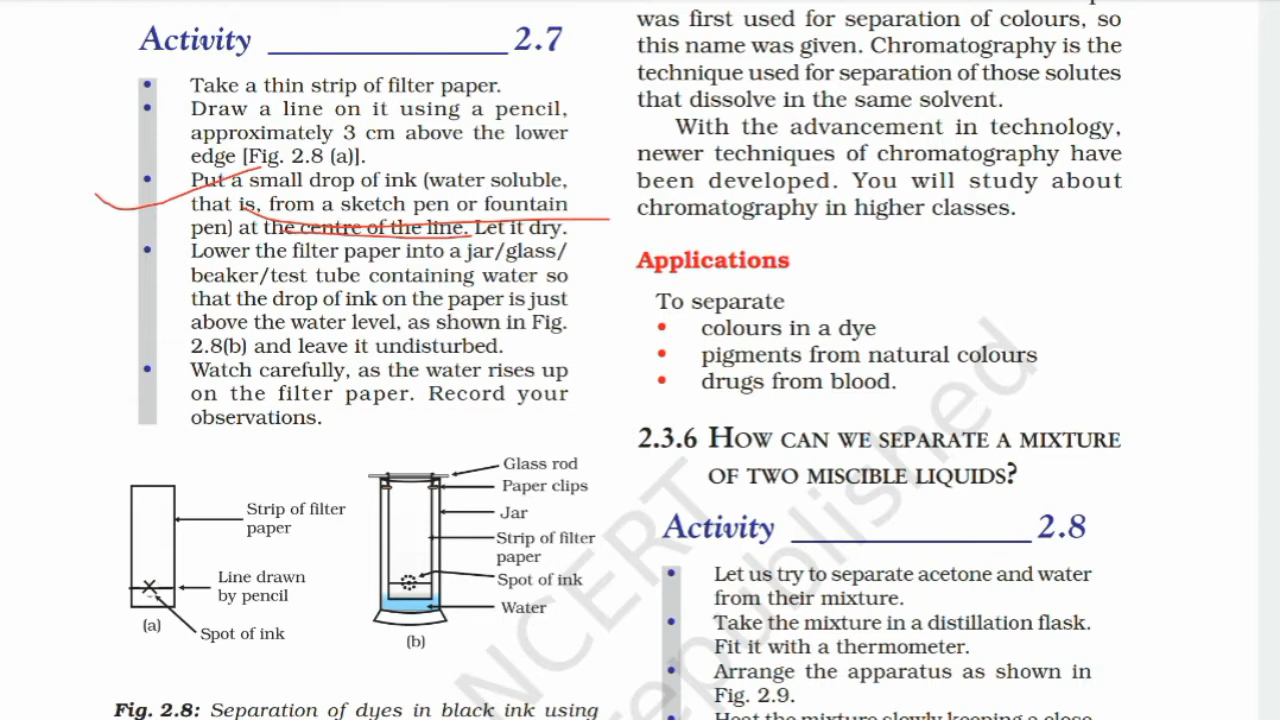 Activity 2.7
• Take a thin strip of filter paper.
• Draw a line on it using a pencil,
approximately 3 cm above the lower
edge [Fig. 2.8 (a)].
• Put a small drop of ink (water soluble,
that is, from a sketch pen or fountain
pen) at the centre of the line. Let it dry.
• Lower the filter paper into a jar/glass/
beaker/test tube containing water so
that the drop of ink on the paper is just
above the water level, as shown in Fig.
2.8(b) and leave it undisturbed.
• Watch carefully, as the water rises up
on the filter paper. Record your
observations.
Strip of filter
paper
Line drawn
by pencil
Spot of ink
(a)
Glass rod
Paper clips
Jar
Strip of filter
paper
Spot of ink
Water
(b)
Fig. 2.8: Separation of dyes in black ink using
was first used for separation of colours, so
this name was given. Chromatography is the
technique used for separation of those solutes
that dissolve in the same solvent.
With the advancement in technology,
newer techniques of chromatography have
been developed. You will study about
chromatography in higher classes.
Applications
To separate
• colours in a dye
• pigments from natural colours
• drugs from blood.
2.3.6 HOW CAN WE SEPARATE A MIXTURE
OF TWO MISCIBLE LIQUIDS?
Activity 2.8
• Let us try to separate acetone and water
from their mixture.
• Take the mixture in a distillation flask.
Fit it with a thermometer.
• Arrange the apparatus as shown in
Fig. 2.9.
• Heat the mixture slowly keeping a close
NCERT
republished